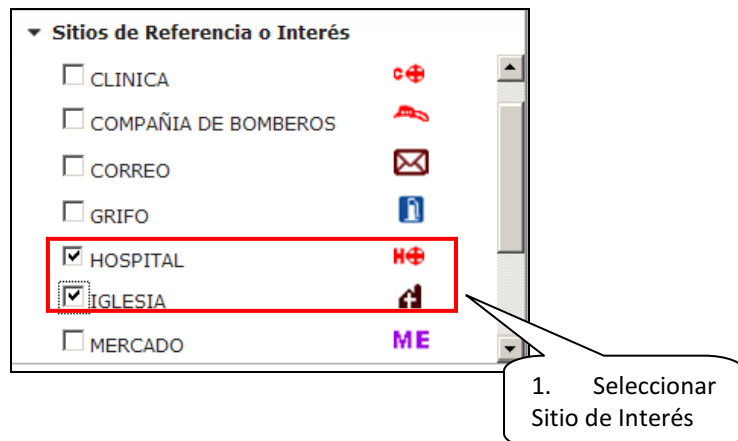 Sitios de Referencia o Interés
CLINICA C
COMPAÑIA DE BOMBEROS
CORREO
GRIFO
HOSPITAL H
IGLESIA
MERCADO ME
1. Seleccionar
Sitio de Interés